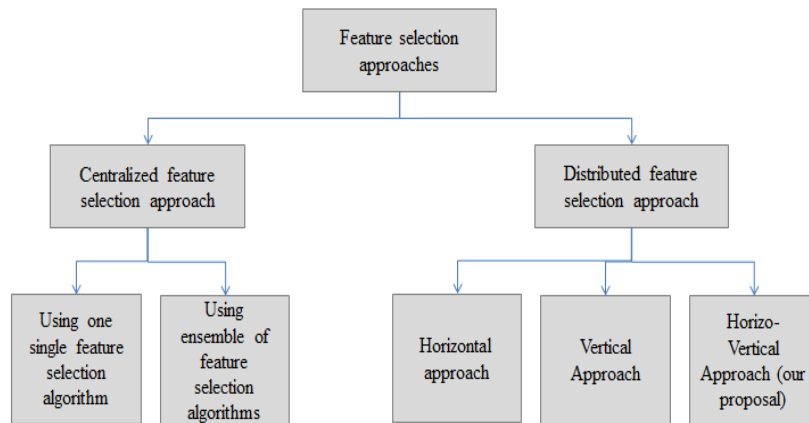 Feature selection
approaches
Centralized feature
selection approach
Distributed feature
selection approach
Using one
single feature
selection
algorithm
Using
ensemble of
feature
selection
algorithms
Horizontal
approach
Vertical
Approach
Horizo-
Vertical
Approach (our
proposal)